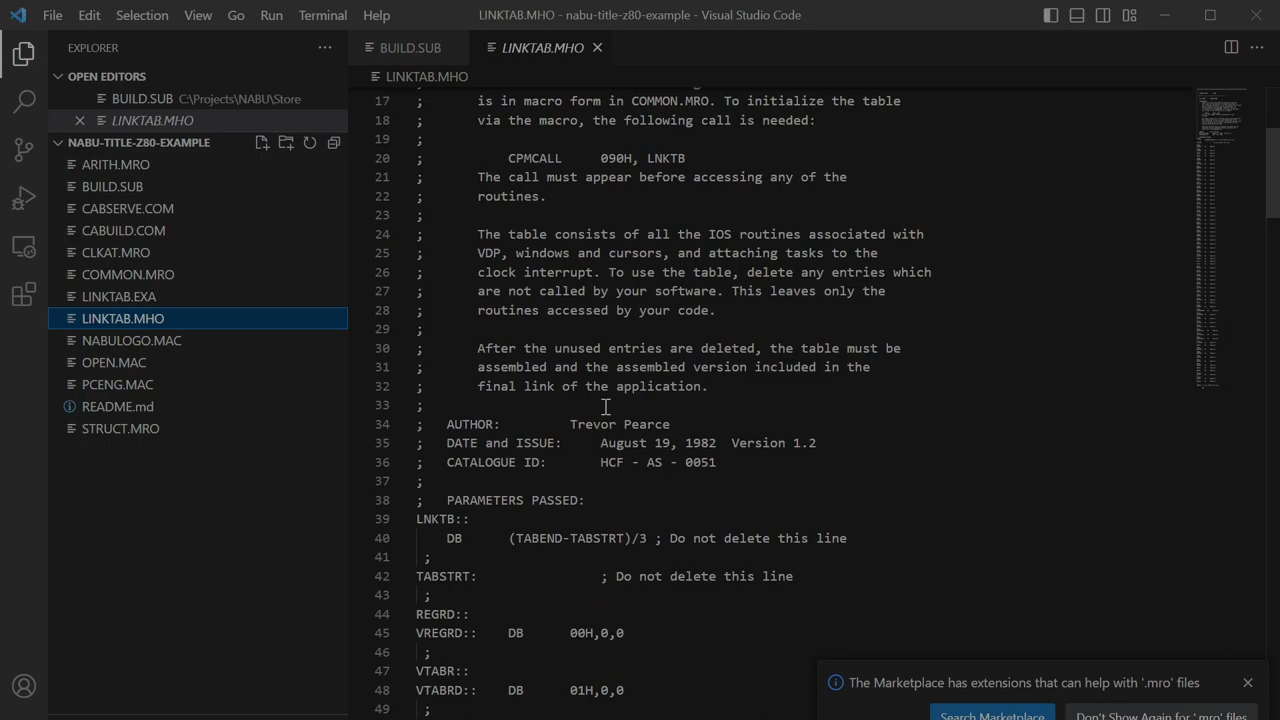 File Edit Selection View Go Run Terminal Help LINKTAB.MHO - nabu-title-z80-example - Visual Studio Code
EXPLORER
OPEN EDITORS
BUILD.SUB C:\Projects\NABU\Store
LINKTAB.MHO
NABU-TITLE-Z80-EXAMPLE
ARITH.MRO
BUILD.SUB
CABSERVE.COM
CABUILD.COM
CLKAT.MRO
COMMON.MRO
LINKTAB.EXA
LINKTAB.MHO
NABULOGO.MAC
OPEN.MAC
PCENG.MAC
README.md
STRUCT.MRO
BUILD.SUB LINKTAB.MHO
LINKTAB.MHO
17 ; is in macro form in COMMON.MRO. To initialize the table
18 ; via the macro, the following call is needed:
19 ;
20 ; CPMCALL 090H, LNKTB
21 ; The call must appear before accessing any of the
22 ; routines.
23 ;
24 ; The table consists of all the IOS routines associated with
25 ; VDP, windows and cursors, and attaching tasks to the
26 ; clock interrupt. To use the table, delete any entries which
27 ; are not called by your software. This leaves only the
28 ; routines accessed by your code.
29 ;
30 ; After the unused entries are deleted, the table must be
31 ; assembled and the assembled version included in the
32 ; final link of the application.
33 ;
34 ; AUTHOR: Trevor Pearce
35 ; DATE and ISSUE: August 19, 1982 Version 1.2
36 ; CATALOGUE ID: HCF - AS - 0051
37 ;
38 ; PARAMETERS PASSED:
39 LNKTB::
40 DB (TABEND-TABSTRT)/3 ; Do not delete this line
41 ;
42 TABSTRT: ; Do not delete this line
43 ;
44 REGRD::
45 VREGRD:: DB 00H,0,0
46 ;
47 VTABR::
48 VTABRD:: DB 01H,0,0
49 ;
The Marketplace has extensions that can help with '.mro' files
Search Marketplace Don't Show Again for '.mro' files